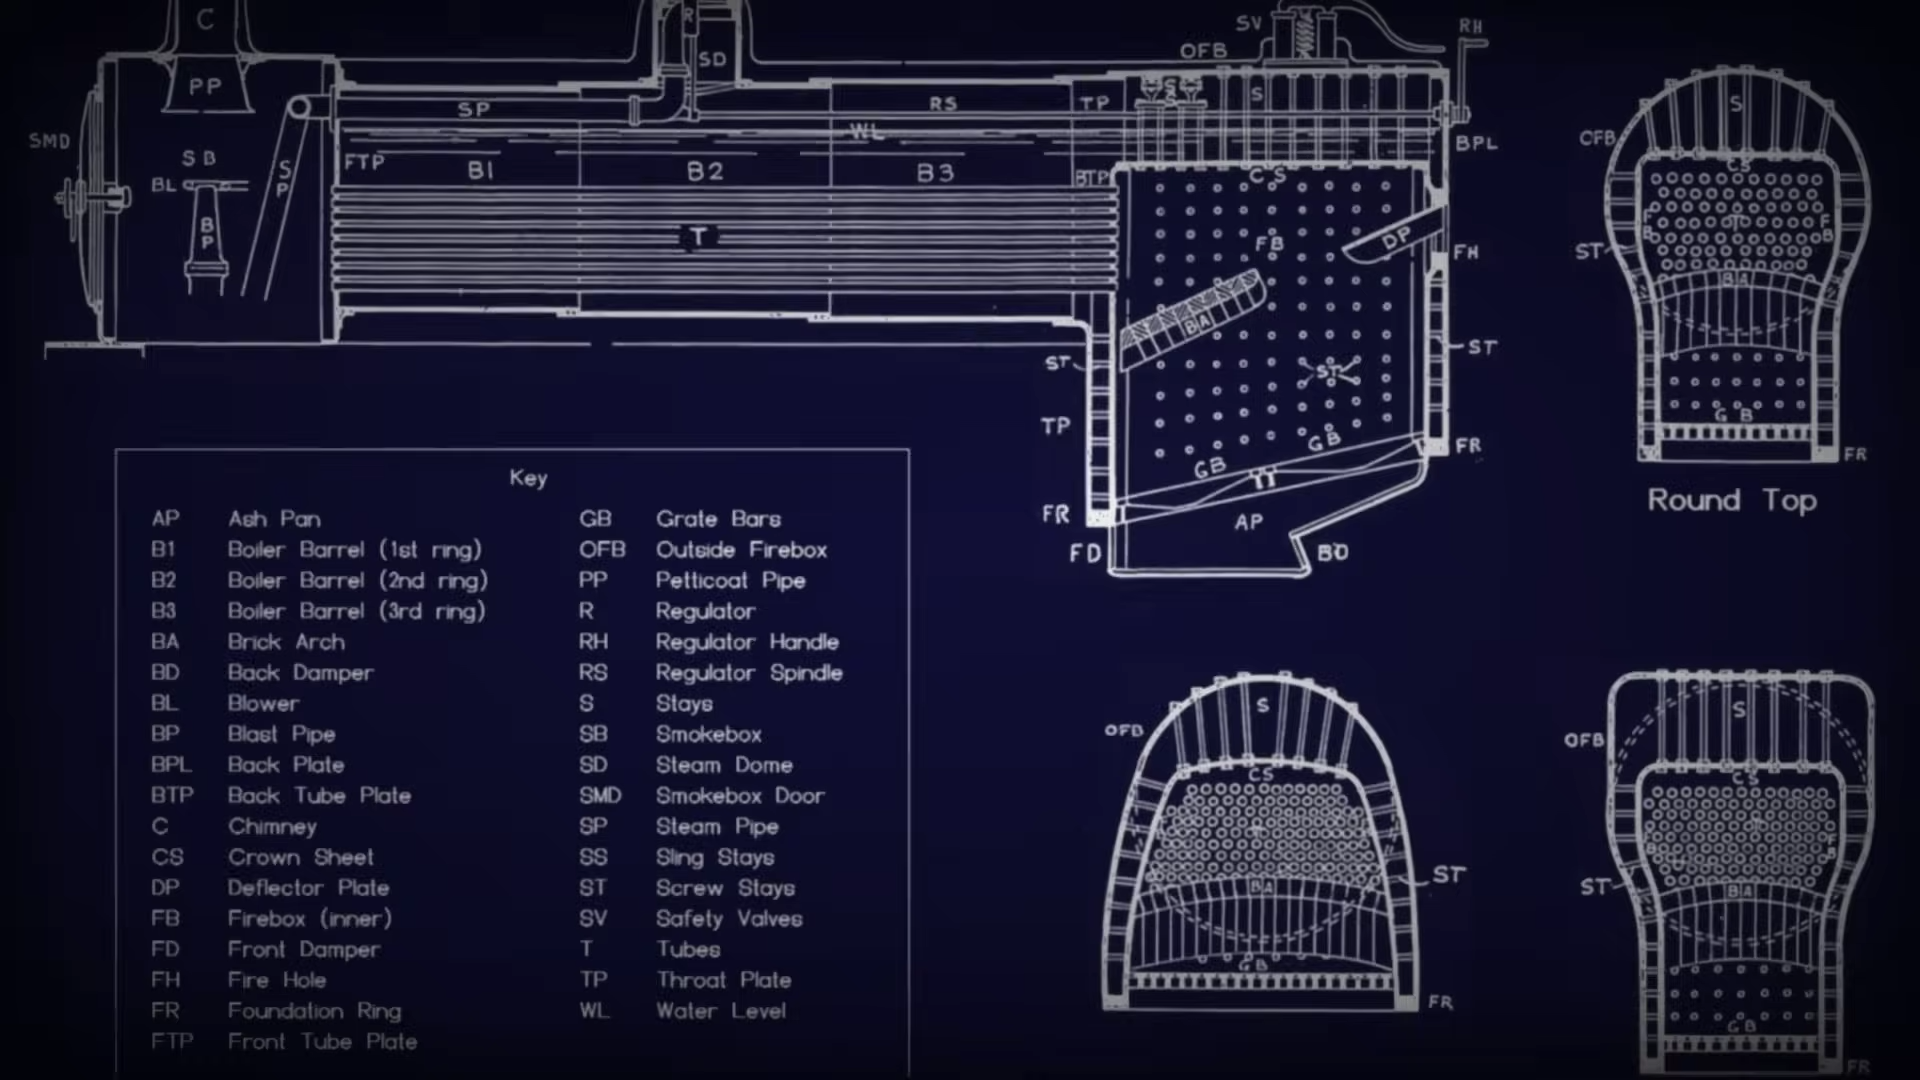 C
R
SV
RH
PP
SD
OFB
S
SP
RS
TP
S
S
SMD
WL
BPL
SB
S
P
FTP
B1
B2
B3
BTP
CS
BL
B
P
T
FB
DP
FH
BA
ST
ST
ST
TP
GB
GB
FR
FR
AP
FD
BD
S
OFB
CS
T
F
B
F
B
ST
BA
GB
FR
Round Top
Key
AP Ash Pan
B1 Boiler Barrel (1st ring)
B2 Boiler Barrel (2nd ring)
B3 Boiler Barrel (3rd ring)
BA Brick Arch
BD Back Damper
BL Blower
BP Blast Pipe
BPL Back Plate
BTP Back Tube Plate
C Chimney
CS Crown Sheet
DP Deflector Plate
FB Firebox (inner)
FD Front Damper
FH Fire Hole
FR Foundation Ring
FTP Front Tube Plate
GB Grate Bars
OFB Outside Firebox
PP Petticoat Pipe
R Regulator
RH Regulator Handle
RS Regulator Spindle
S Stays
SB Smokebox
SD Steam Dome
SMD Smokebox Door
SP Steam Pipe
SS Sling Stays
ST Screw Stays
SV Safety Valves
T Tubes
TP Throat Plate
WL Water Level
S
OFB
CS
BA
ST
GB
FR
S
OFB
CS
ST
BA
GB
FR